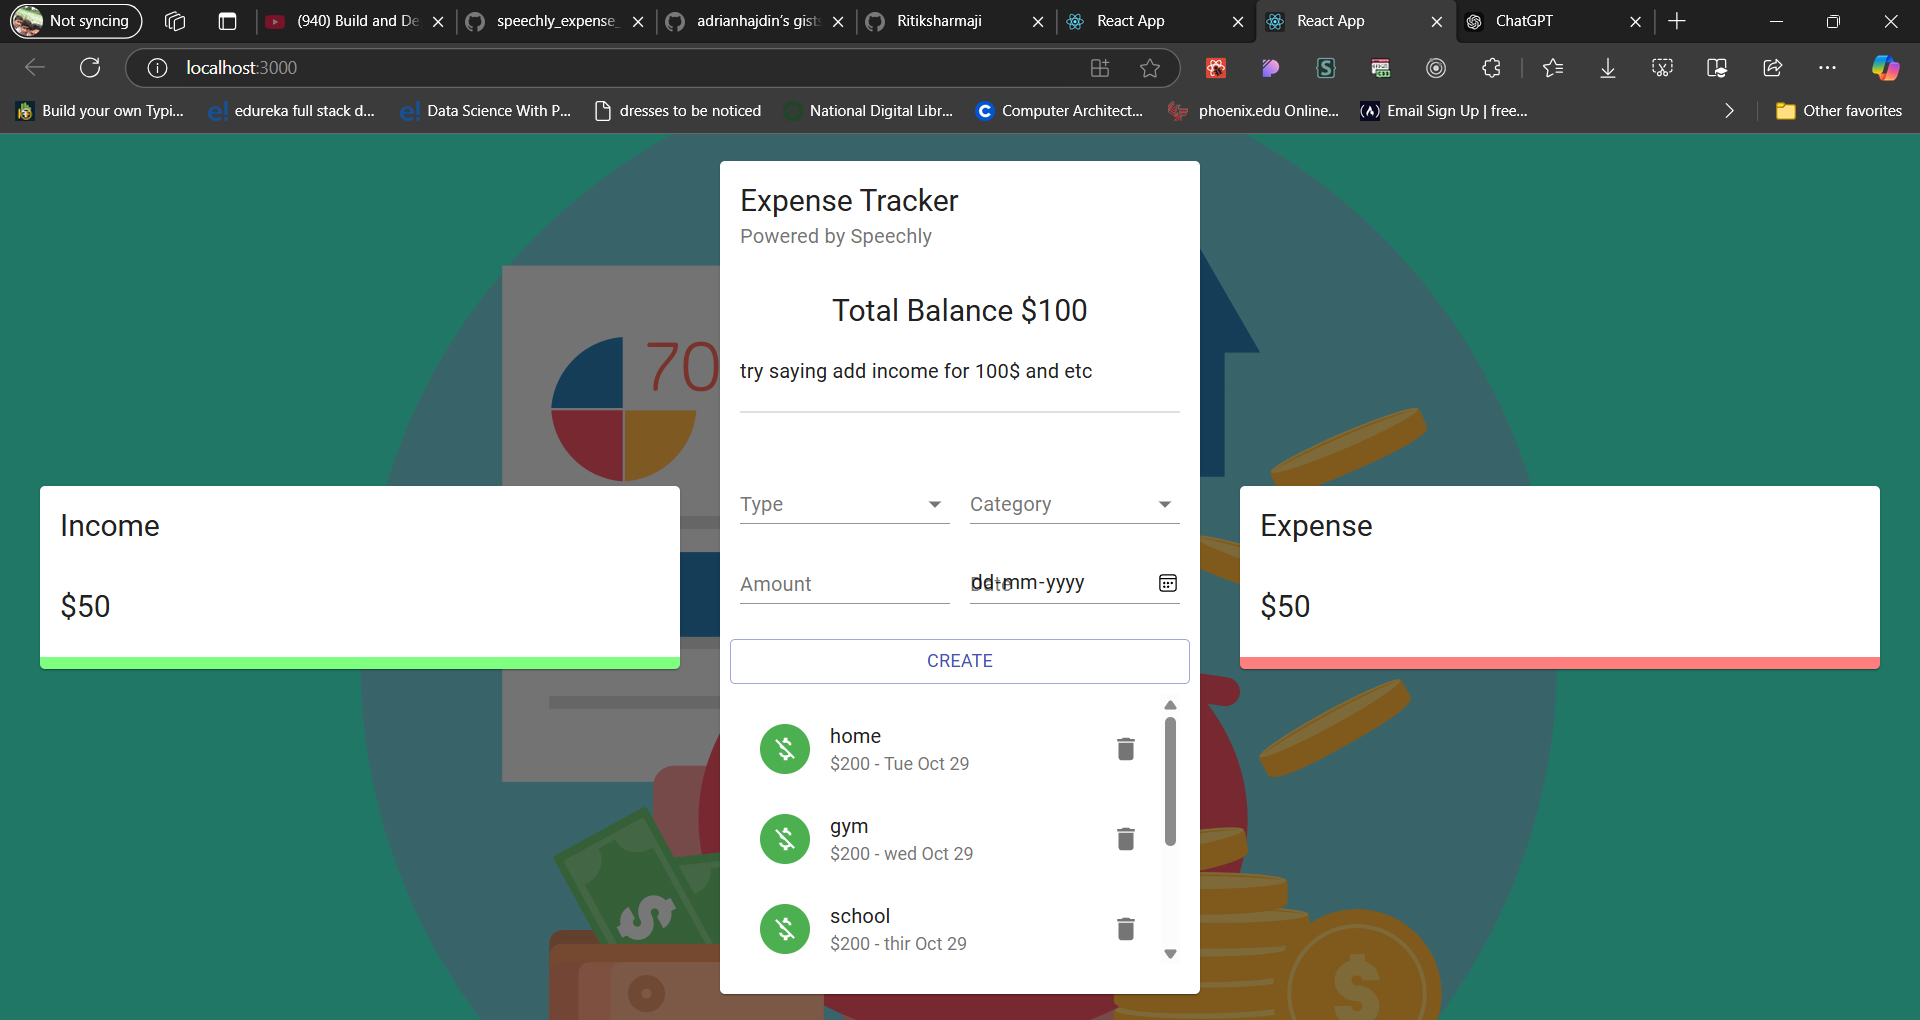 Not syncing
(940) Build and De
speechly_expense_
adrianhajdin's gists
Ritiksharmaji
React App
React App
ChatGPT
localhost:3000
Build your own Typi...
edureka full stack d...
Data Science With P...
dresses to be noticed
National Digital Libr...
Computer Architect...
phoenix.edu Online...
Email Sign Up | free...
Other favorites
Expense Tracker
Powered by Speechly
Total Balance $100
70
try saying add income for 100$ and etc
Type
Category
Income
Expense
Amount
Date
dd-mm-yyyy
$50
$50
CREATE
home
$200 - Tue Oct 29
gym
$200 - wed Oct 29
school
$200 - thir Oct 29